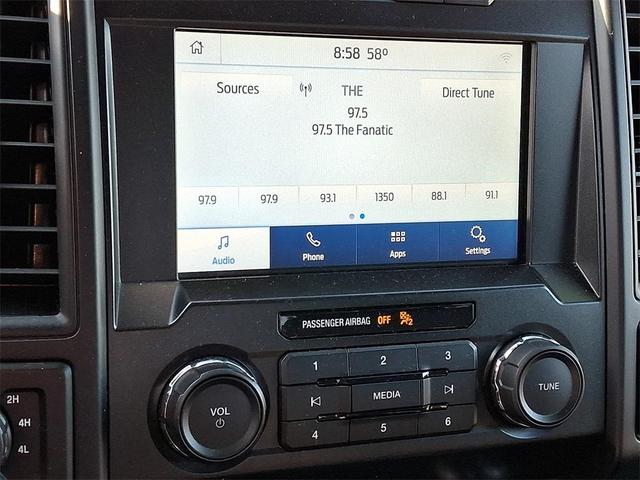 8:58 58°
Sources
THE
Direct Tune
97.5
97.5 The Fanatic
97.9 97.9 93.1 1350 88.1 91.1
Audio Phone Apps Settings
PASSENGER AIRBAG OFF 2
1 2 3
VOL
MEDIA
TUNE
4 5 6
2H
4H
4L